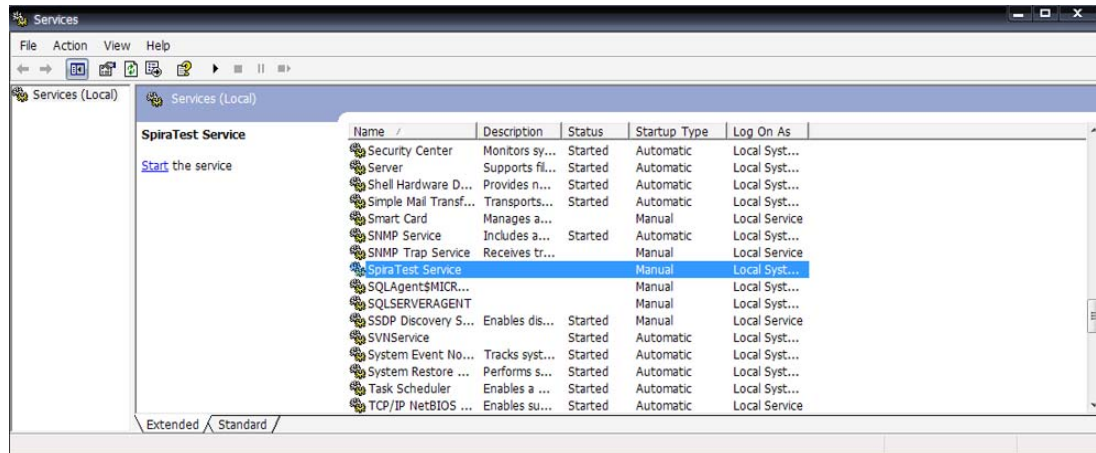 Services
File Action View Help
Services (Local)
Services (Local)
SpiraTest Service
Start the service
Name Description Status Startup Type Log On As
Security Center Monitors sy... Started Automatic Local Syst...
Server Supports fil... Started Automatic Local Syst...
Shell Hardware D... Provides n... Started Automatic Local Syst...
Simple Mail Transf... Transports... Started Automatic Local Syst...
Smart Card Manages a... Manual Local Service
SNMP Service Includes a... Started Automatic Local Syst...
SNMP Trap Service Receives tr... Manual Local Service
SpiraTest Service Manual Local Syst...
SQLAgent$MICR... Manual Local Syst...
SQLSERVERAGENT Manual Local Syst...
SSDP Discovery S... Enables dis... Started Manual Local Service
SVNService Started Automatic Local Syst...
System Event No... Tracks syst... Started Automatic Local Syst...
System Restore ... Performs s... Started Automatic Local Syst...
Task Scheduler Enables a ... Started Automatic Local Syst...
TCP/IP NetBIOS ... Enables su... Started Automatic Local Service
Extended Standard